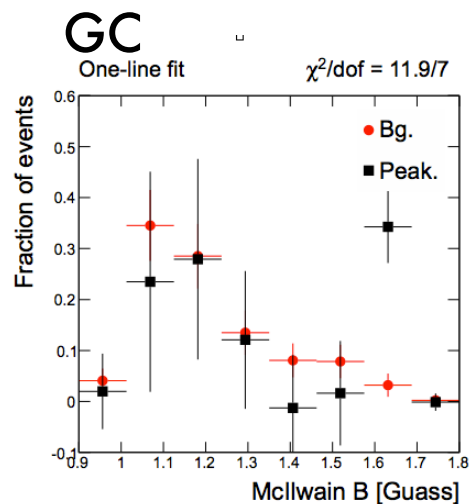 GC
One-line fit χ²/dof = 11.9/7
0.6
0.5
0.4
0.3
0.2
0.1
0
-0.1
Fraction of events
Bg.
Peak.
0.9 1 1.1 1.2 1.3 1.4 1.5 1.6 1.7 1.8
McIlwain B [Guass]